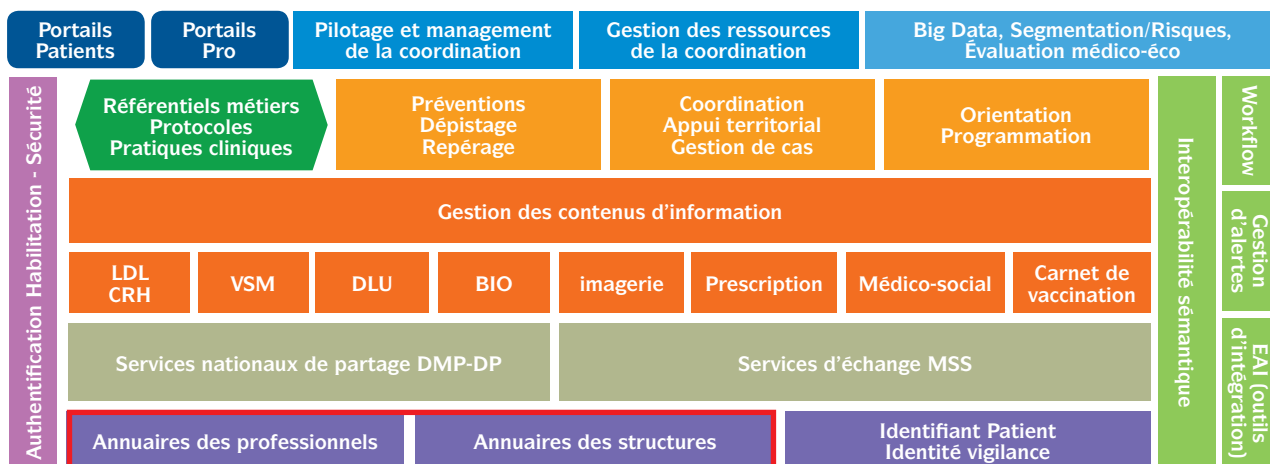 Portails
Patients
Portails
Pro
Pilotage et management
de la coordination
Gestion des ressources
de la coordination
Big Data, Segmentation/Risques,
Évaluation médico-éco
Authentification Habilitation - Sécurité
Référentiels métiers
Protocoles
Pratiques cliniques
Préventions
Dépistage
Repérage
Coordination
Appui territorial
Gestion de cas
Orientation
Programmation
Gestion des contenus d'information
LDL
CRH
VSM
DLU
BIO
imagerie
Prescription
Médico-social
Carnet de
vaccination
Services nationaux de partage DMP-DP
Services d'échange MSS
Annuaires des professionnels
Annuaires des structures
Identifiant Patient
Identité vigilance
Interopérabilité sémantique
Workflow
Gestion
d'alertes
EAI (outils
d'intégration)